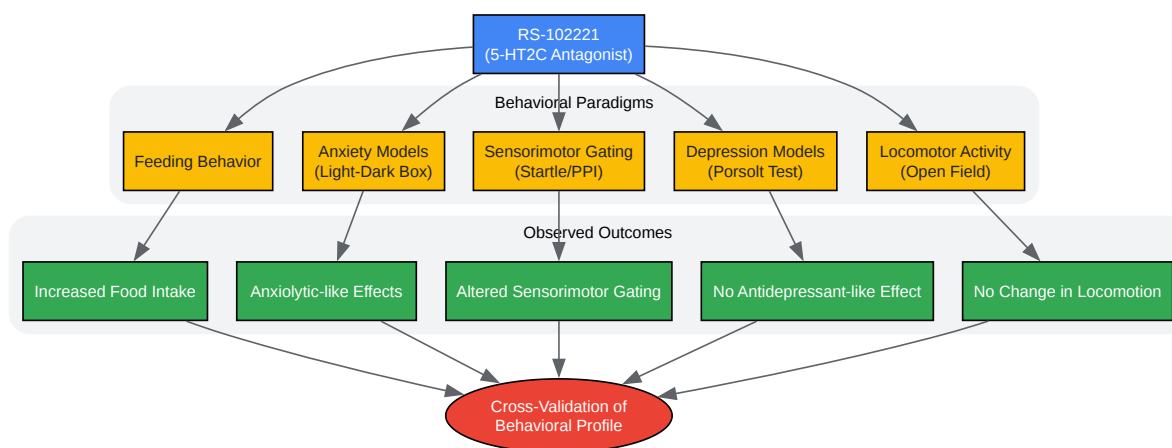 RS-102221
(5-HT2C Antagonist)
Behavioral Paradigms
Feeding Behavior
Anxiety Models
(Light-Dark Box)
Sensorimotor Gating
(Startle/PPI)
Depression Models
(Porsolt Test)
Locomotor Activity
(Open Field)
Observed Outcomes
Increased Food Intake
Anxiolytic-like Effects
Altered Sensorimotor Gating
No Antidepressant-like Effect
No Change in Locomotion
Cross-Validation of
Behavioral Profile